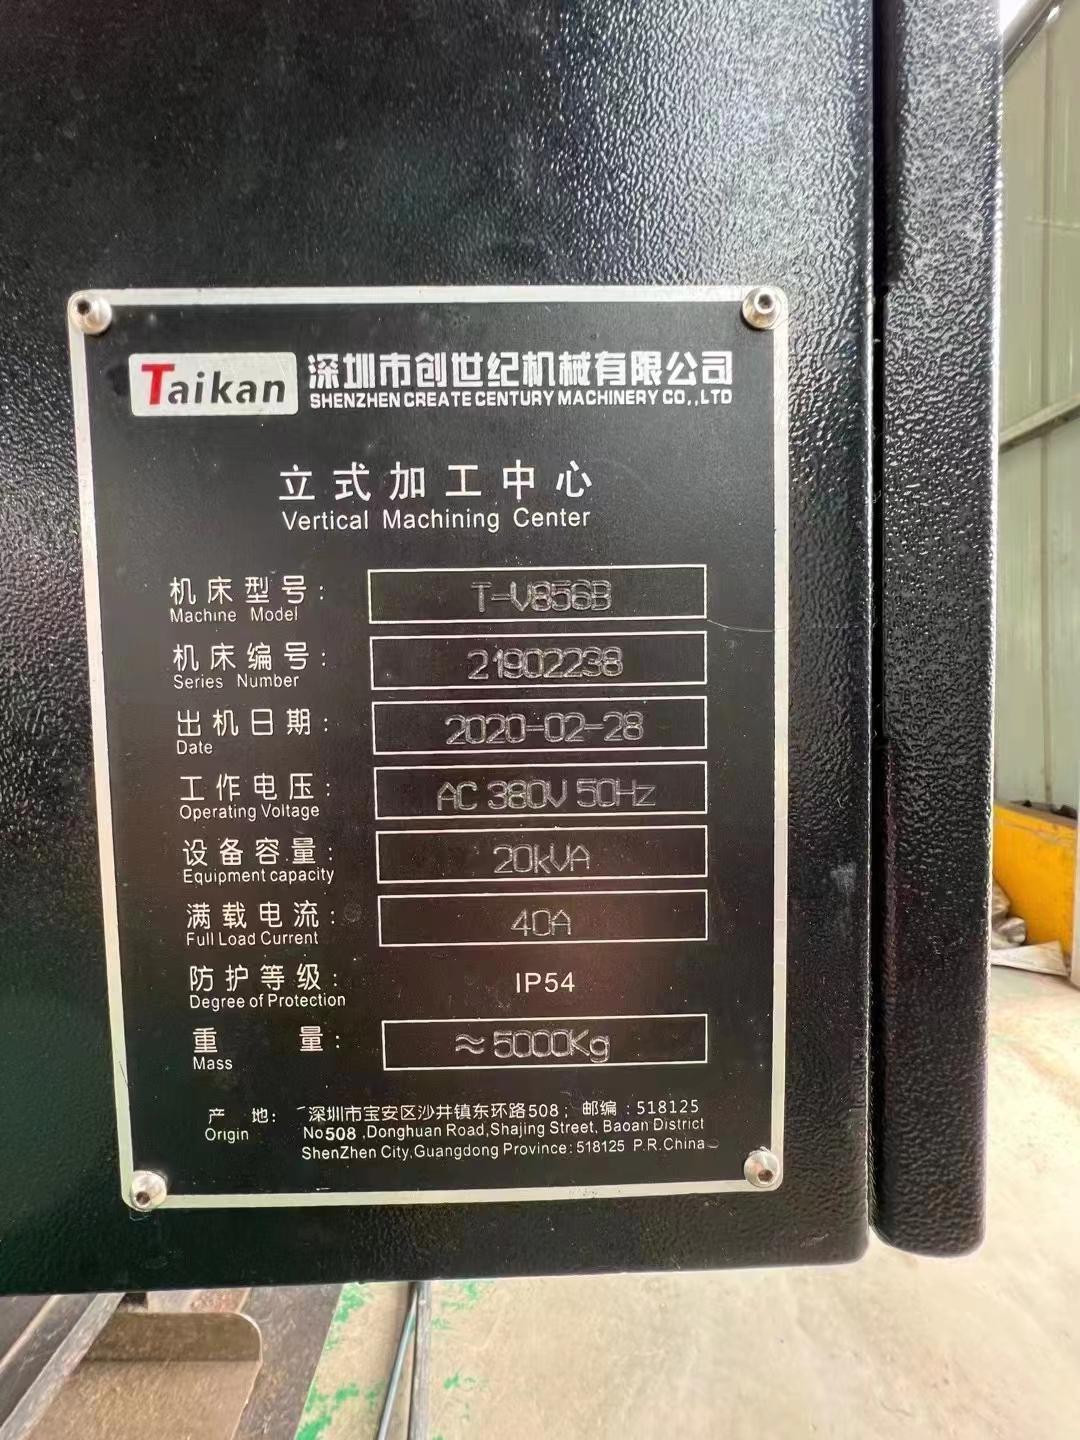 Taikan 深圳市创世纪机械有限公司
SHENZHEN CREATE CENTURY MACHINERY CO.,LTD
立式加工中心
Vertical Machining Center
机床型号: T-V856B
Machine Model
机床编号: 21902238
Series Number
出机日期: 2020-02-28
Date
工作电压: AC 380V 50Hz
Operating Voltage
设备容量: 20kVA
Equipment capacity
满载电流: 40A
Full Load Current
防护等级: IP54
Degree of Protection
重量: ≈5000Kg
Mass
产地: 深圳市宝安区沙井镇东环路508; 邮编:518125
Origin No508,Donghuan Road,Shajing Street, Baoan District
ShenZhen City,Guangdong Province: 518125 P.R.China